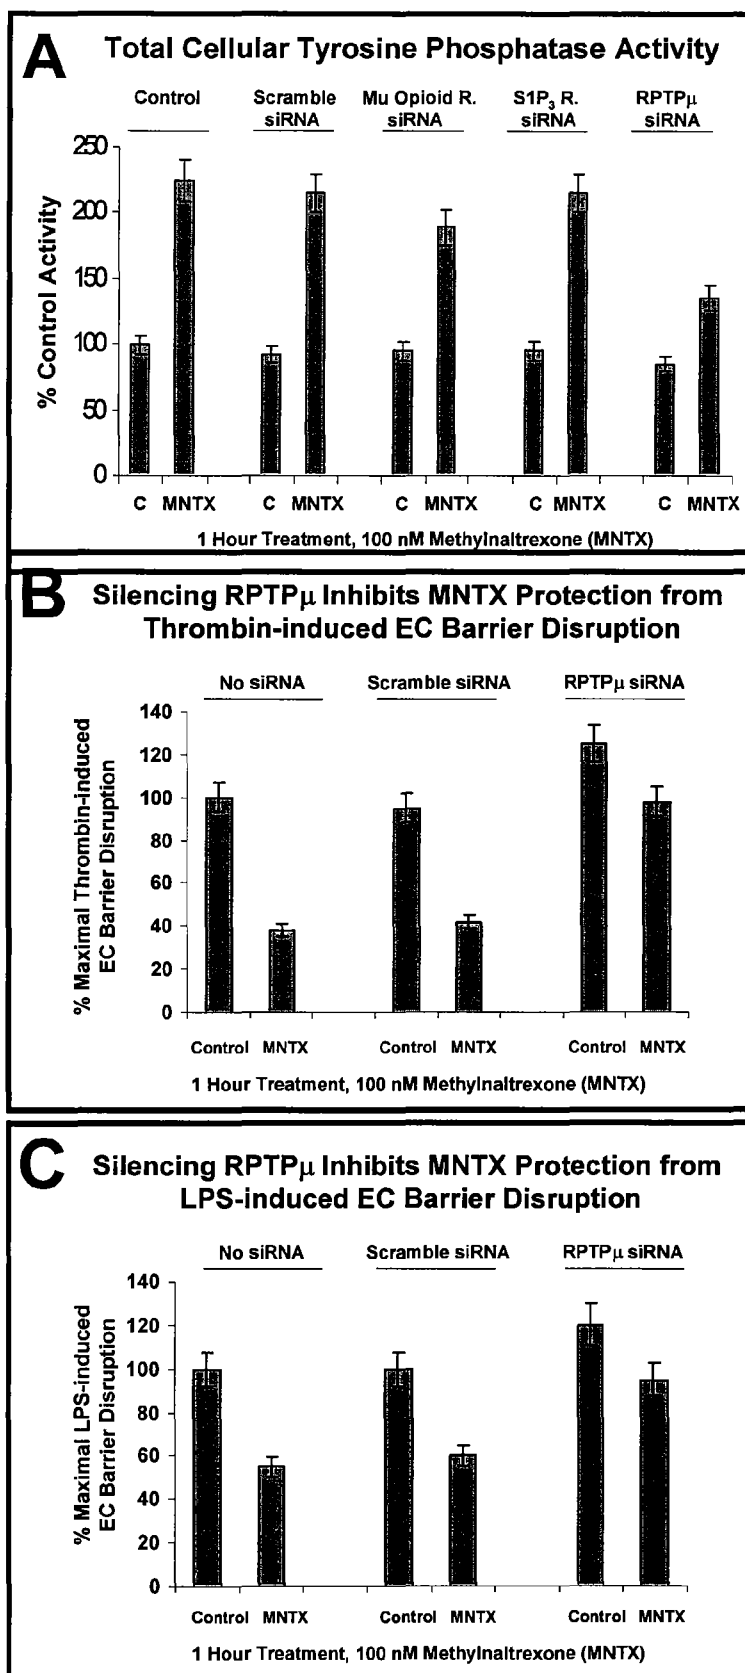 A Total Cellular Tyrosine Phosphatase Activity
Control Scramble siRNA Mu Opioid R. siRNA S1P3 R. siRNA RPTPμ siRNA
% Control Activity
250
200
150
100
50
0
C MNTX C MNTX C MNTX C MNTX C MNTX
1 Hour Treatment, 100 nM Methylnaltrexone (MNTX)
B Silencing RPTPμ Inhibits MNTX Protection from
Thrombin-induced EC Barrier Disruption
No siRNA Scramble siRNA RPTPμ siRNA
% Maximal Thrombin-induced
EC Barrier Disruption
140
120
100
80
60
40
20
0
Control MNTX Control MNTX Control MNTX
1 Hour Treatment, 100 nM Methylnaltrexone (MNTX)
C Silencing RPTPμ Inhibits MNTX Protection from
LPS-induced EC Barrier Disruption
No siRNA Scramble siRNA RPTPμ siRNA
% Maximal LPS-induced
EC Barrier Disruption
140
120
100
80
60
40
20
0
Control MNTX Control MNTX Control MNTX
1 Hour Treatment, 100 nM Methylnaltrexone (MNTX)